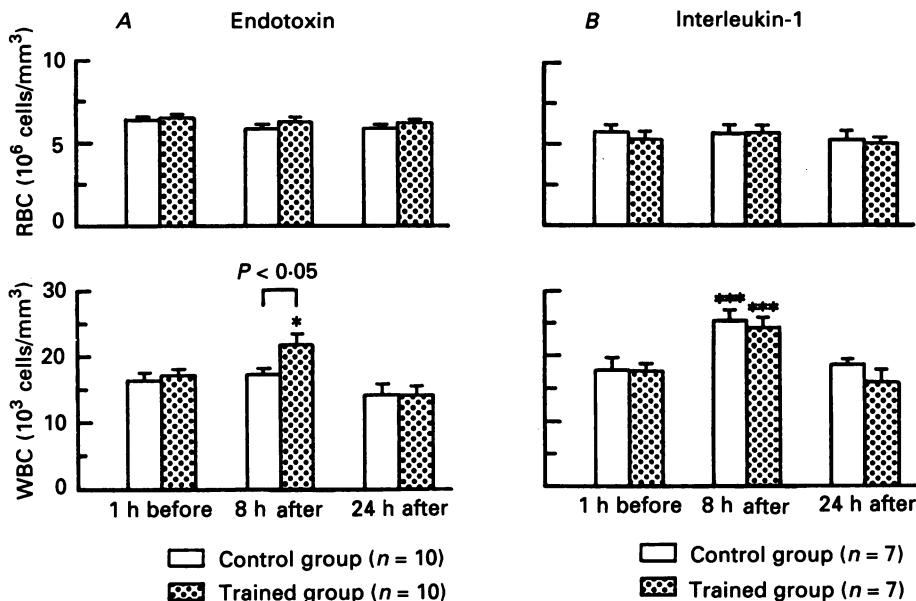 A Endotoxin
B Interleukin-1
RBC (10⁶ cells/mm³)
10
5
0
P < 0·05
*
*** ***
WBC (10³ cells/mm³)
30
20
10
0
1 h before 8 h after 24 h after
1 h before 8 h after 24 h after
Control group (n = 10)
Trained group (n = 10)
Control group (n = 7)
Trained group (n = 7)